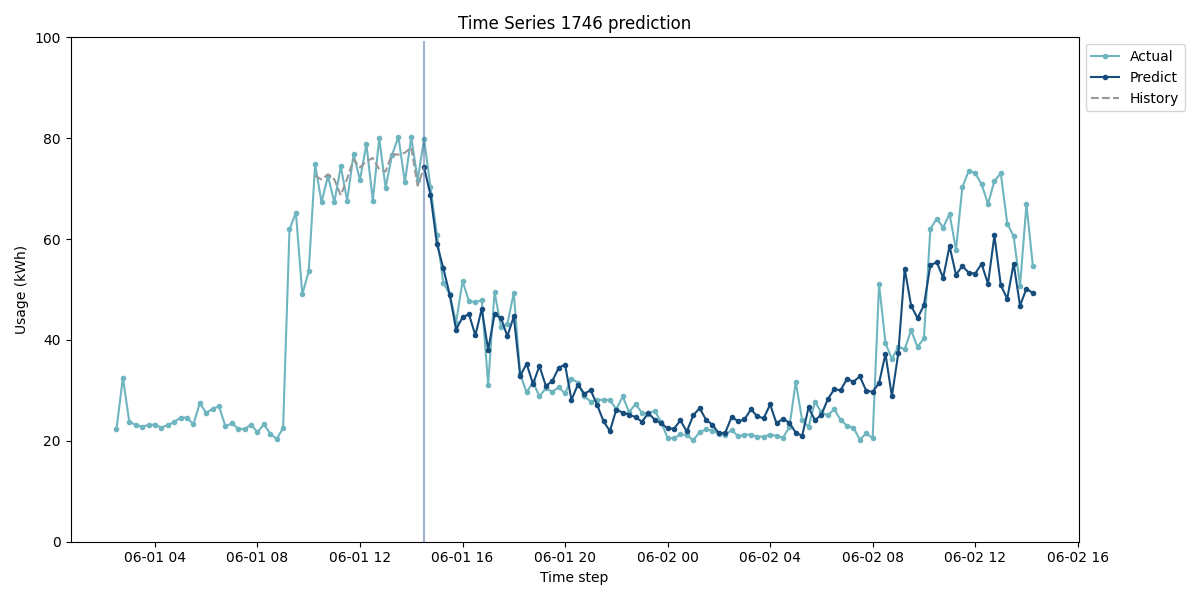 Time Series 1746 prediction
100
80
60
40
20
0
Usage (kWh)
06-01 04
06-01 08
06-01 12
06-01 16
06-01 20
06-02 00
06-02 04
06-02 08
06-02 12
06-02 16
Time step
Actual
Predict
History